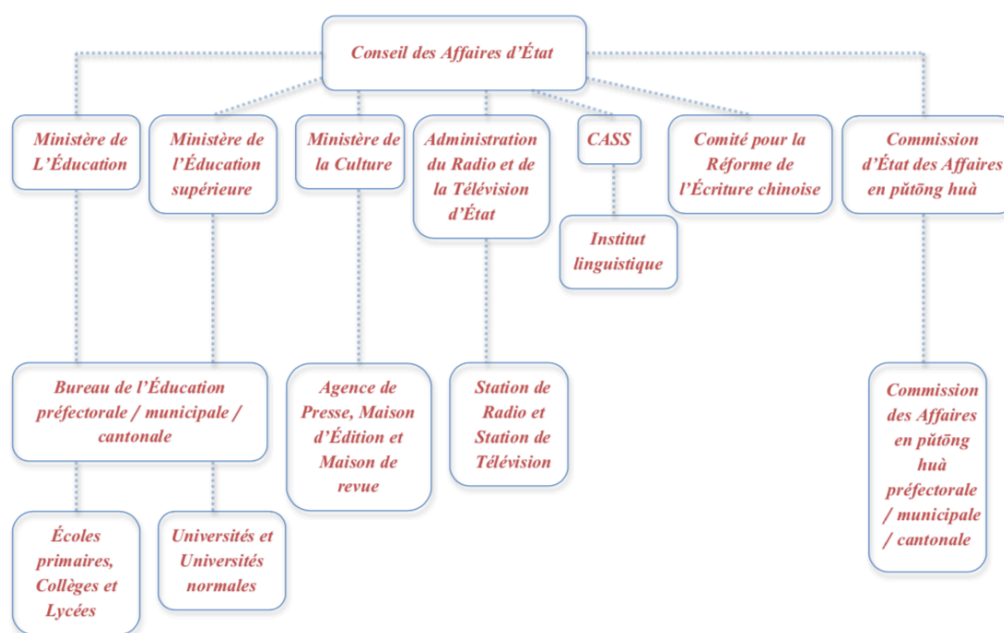 Conseil des Affaires d’État
Ministère de
L’Éducation
Ministère de
l’Éducation
supérieure
Ministère de
la Culture
Administration
du Radio et de
la Télévision
d’État
CASS
Comité pour la
Réforme de
l’Écriture chinoise
Commission
d’État des Affaires
en pǔtōng huà
Institut
linguistique
Bureau de l’Éducation
préfectorale / municipale /
cantonale
Agence de
Presse, Maison
d’Édition et
Maison de
revue
Station de
Radio et
Station de
Télévision
Commission
des Affaires
en pǔtōng
huà
préfectorale
/ municipale
/ cantonale
Écoles
primaires,
Collèges et
Lycées
Universités et
Universités
normales